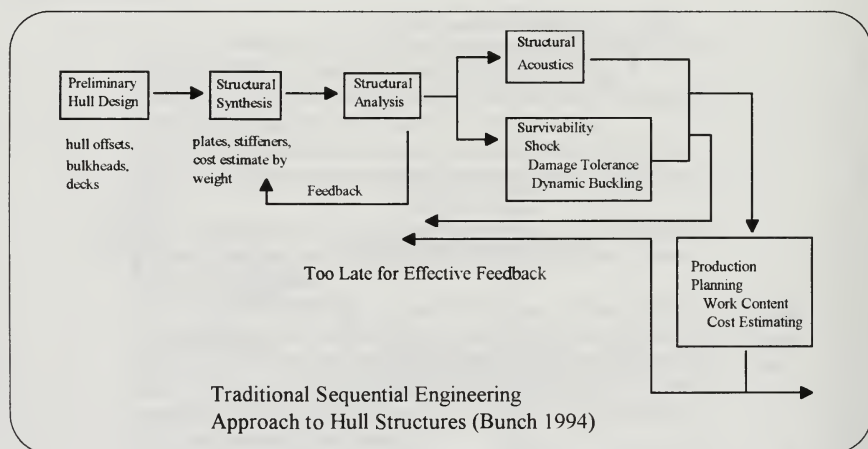 Preliminary
Hull Design
hull offsets,
bulkheads,
decks
Structural
Synthesis
plates, stiffeners,
cost estimate by
weight
Structural
Analysis
Feedback
Structural
Acoustics
Survivability
Shock
Damage Tolerance
Dynamic Buckling
Too Late for Effective Feedback
Production
Planning
Work Content
Cost Estimating
Traditional Sequential Engineering
Approach to Hull Structures (Bunch 1994)